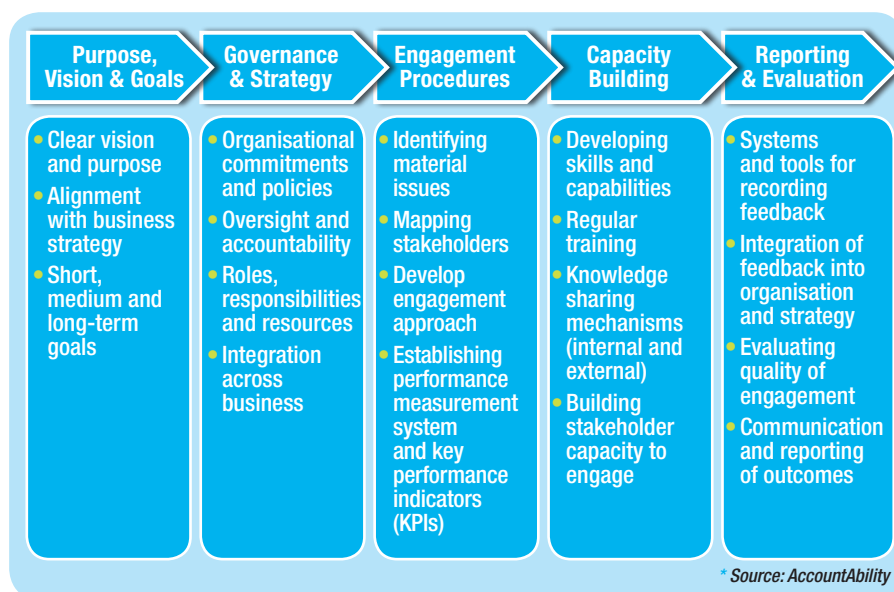 Purpose,
Vision & Goals
Governance
& Strategy
Engagement
Procedures
Capacity
Building
Reporting
& Evaluation
• Clear vision
and purpose
• Alignment
with business
strategy
• Short,
medium and
long-term
goals
• Organisational
commitments
and policies
• Oversight and
accountability
• Roles,
responsibilities
and resources
• Integration
across
business
• Identifying
material
issues
• Mapping
stakeholders
• Develop
engagement
approach
• Establishing
performance
measurement
system
and key
performance
indicators
(KPIs)
• Developing
skills and
capabilities
• Regular
training
• Knowledge
sharing
mechanisms
(internal and
external)
• Building
stakeholder
capacity to
engage
• Systems
and tools for
recording
feedback
• Integration of
feedback into
organisation
and strategy
• Evaluating
quality of
engagement
• Communication
and reporting
of outcomes
* Source: AccountAbility